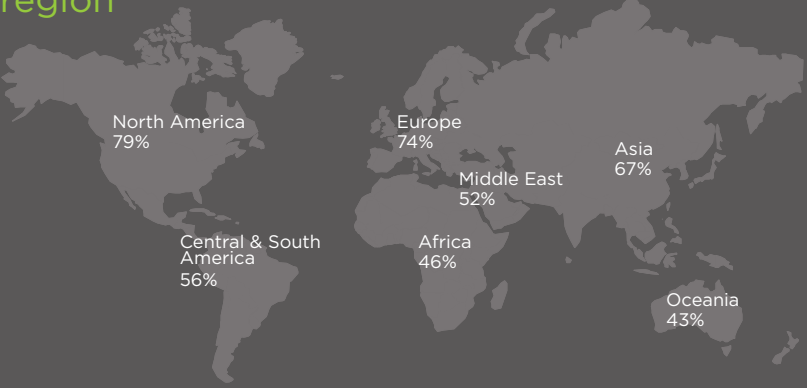 region
North America
79%
Europe
74%
Asia
67%
Middle East
52%
Central & South
America
56%
Africa
46%
Oceania
43%